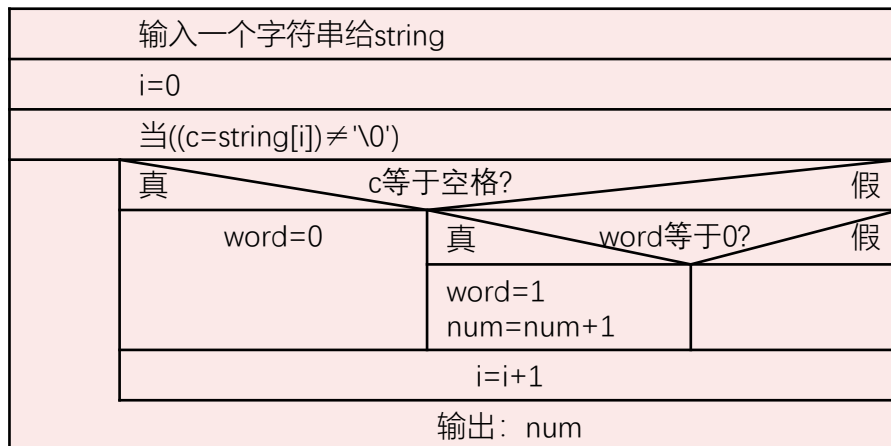 输入一个字符串给string
i=0
当((c=string[i])≠'\0')
真 c等于空格? 假
word=0 真 word等于0? 假
word=1
num=num+1
i=i+1
输出：num